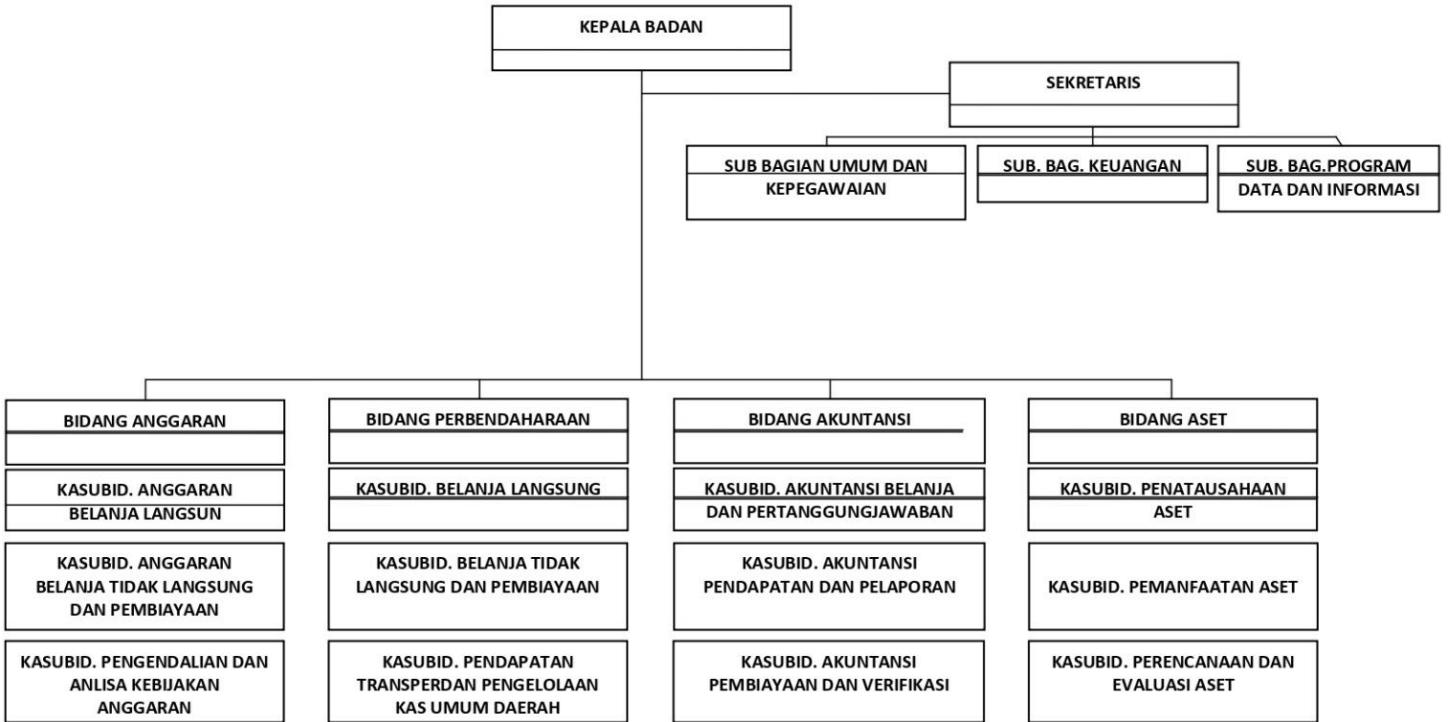 KEPALA BADAN
SEKRETARIS
SUB BAGIAN UMUM DAN
KEPEGAWAIAN
SUB. BAG. KEUANGAN
SUB. BAG.PROGRAM
DATA DAN INFORMASI
BIDANG ANGGARAN
KASUBID. ANGGARAN
BELANJA LANGSUN
KASUBID. ANGGARAN
BELANJA TIDAK LANGSUNG
DAN PEMBIAYAAN
KASUBID. PENGENDALIAN DAN
ANLISA KEBIJAKAN
ANGGARAN
BIDANG PERBENDAHARAAN
KASUBID. BELANJA LANGSUNG
KASUBID. BELANJA TIDAK
LANGSUNG DAN PEMBIAYAAN
KASUBID. PENDAPATAN
TRANSPERDAN PENGELOLAAN
KAS UMUM DAERAH
BIDANG AKUNTANSI
KASUBID. AKUNTANSI BELANJA
DAN PERTANGGUNGJAWABAN
KASUBID. AKUNTANSI
PENDAPATAN DAN PELAPORAN
KASUBID. AKUNTANSI
PEMBIAYAAN DAN VERIFIKASI
BIDANG ASET
KASUBID. PENATAUSAHAAN
ASET
KASUBID. PEMANFAATAN ASET
KASUBID. PERENCANAAN DAN
EVALUASI ASET